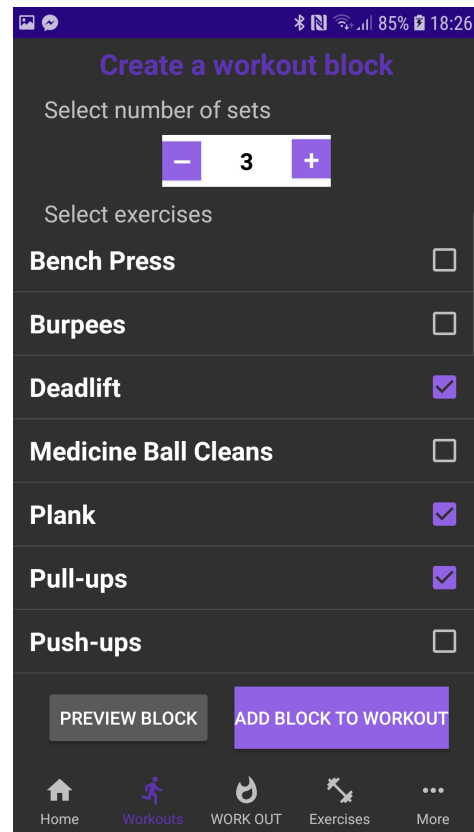 85% 18:26
Create a workout block
Select number of sets
− 3 +
Select exercises
Bench Press
Burpees
Deadlift
Medicine Ball Cleans
Plank
Pull-ups
Push-ups
PREVIEW BLOCK ADD BLOCK TO WORKOUT
Home Workouts WORK OUT Exercises More